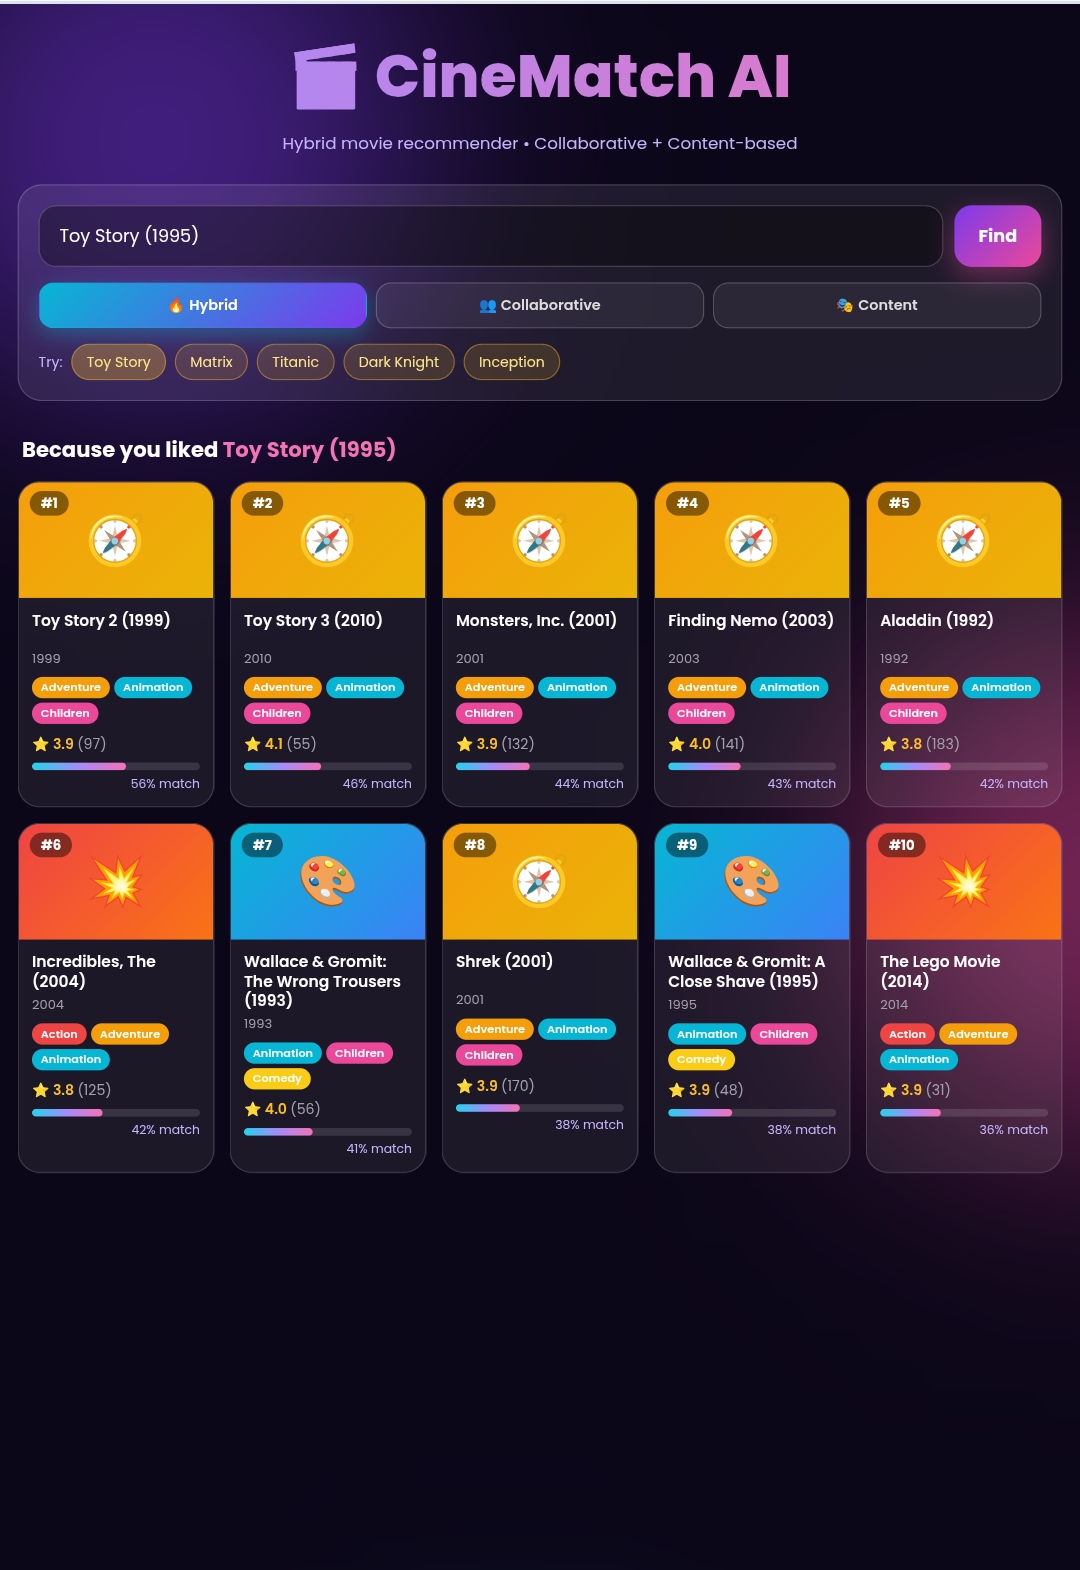 CineMatch AI
Hybrid movie recommender • Collaborative + Content-based
Toy Story (1995)
Find
🔥 Hybrid
👥 Collaborative
🎭 Content
Try:
Toy Story
Matrix
Titanic
Dark Knight
Inception
Because you liked Toy Story (1995)
#1
Toy Story 2 (1999)
1999
Adventure
Animation
Children
⭐ 3.9 (97)
56% match
#2
Toy Story 3 (2010)
2010
Adventure
Animation
Children
⭐ 4.1 (55)
46% match
#3
Monsters, Inc. (2001)
2001
Adventure
Animation
Children
⭐ 3.9 (132)
44% match
#4
Finding Nemo (2003)
2003
Adventure
Animation
Children
⭐ 4.0 (141)
43% match
#5
Aladdin (1992)
1992
Adventure
Animation
Children
⭐ 3.8 (183)
42% match
#6
Incredibles, The
(2004)
2004
Action
Adventure
Animation
⭐ 3.8 (125)
42% match
#7
Wallace & Gromit:
The Wrong Trousers
(1993)
1993
Animation
Children
Comedy
⭐ 4.0 (56)
41% match
#8
Shrek (2001)
2001
Adventure
Animation
Children
⭐ 3.9 (170)
38% match
#9
Wallace & Gromit: A
Close Shave (1995)
1995
Animation
Children
Comedy
⭐ 3.9 (48)
38% match
#10
The Lego Movie
(2014)
2014
Action
Adventure
Animation
⭐ 3.9 (31)
36% match